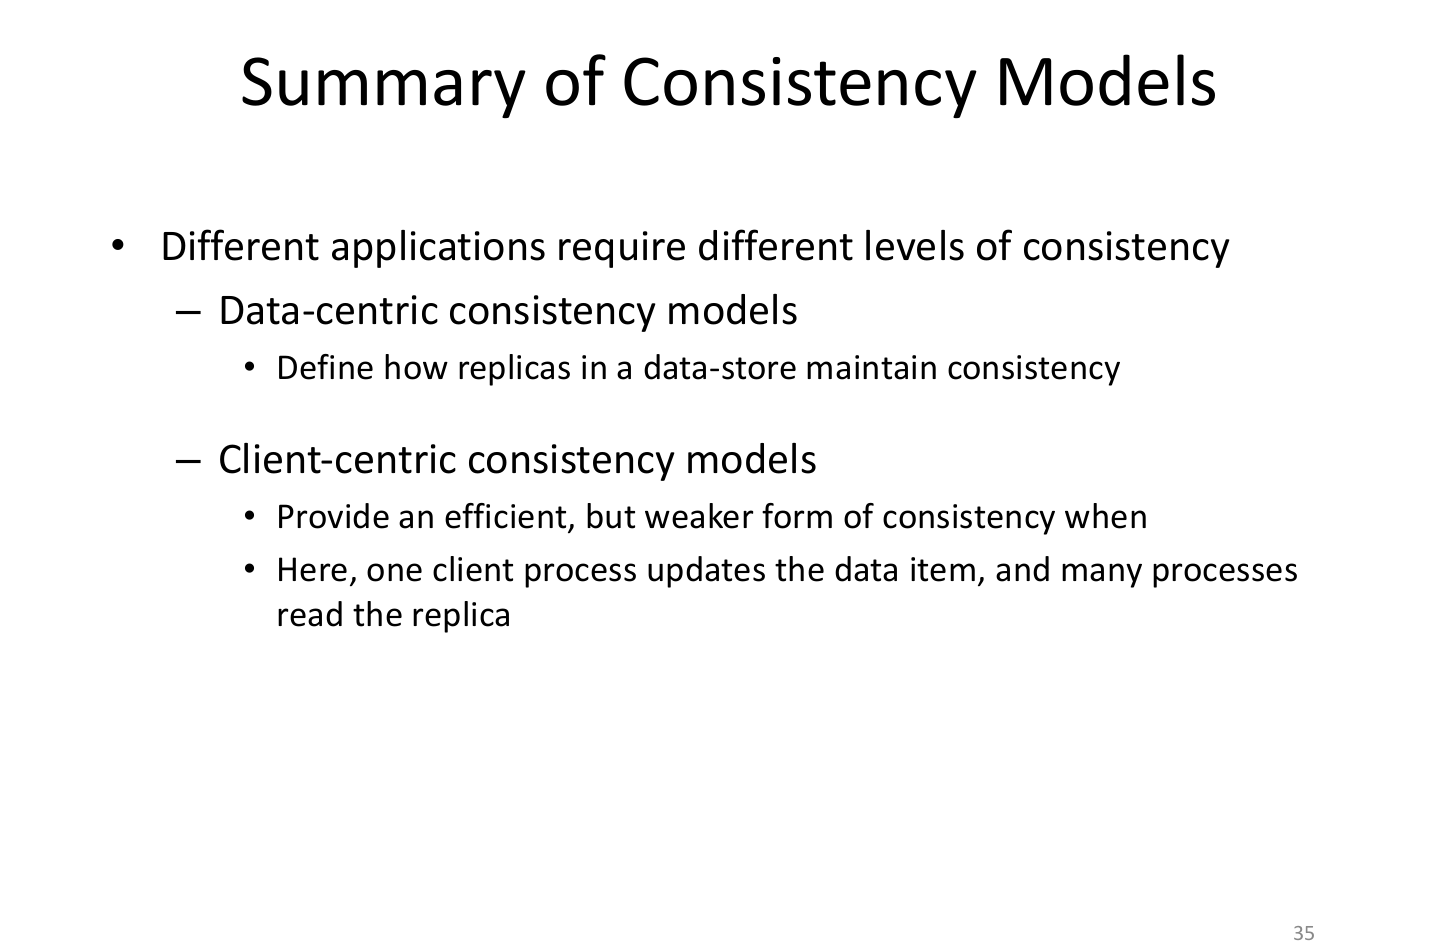 Summary of Consistency Models
• Different applications require different levels of consistency
– Data-centric consistency models
• Define how replicas in a data-store maintain consistency
– Client-centric consistency models
• Provide an efficient, but weaker form of consistency when
• Here, one client process updates the data item, and many processes
read the replica
35